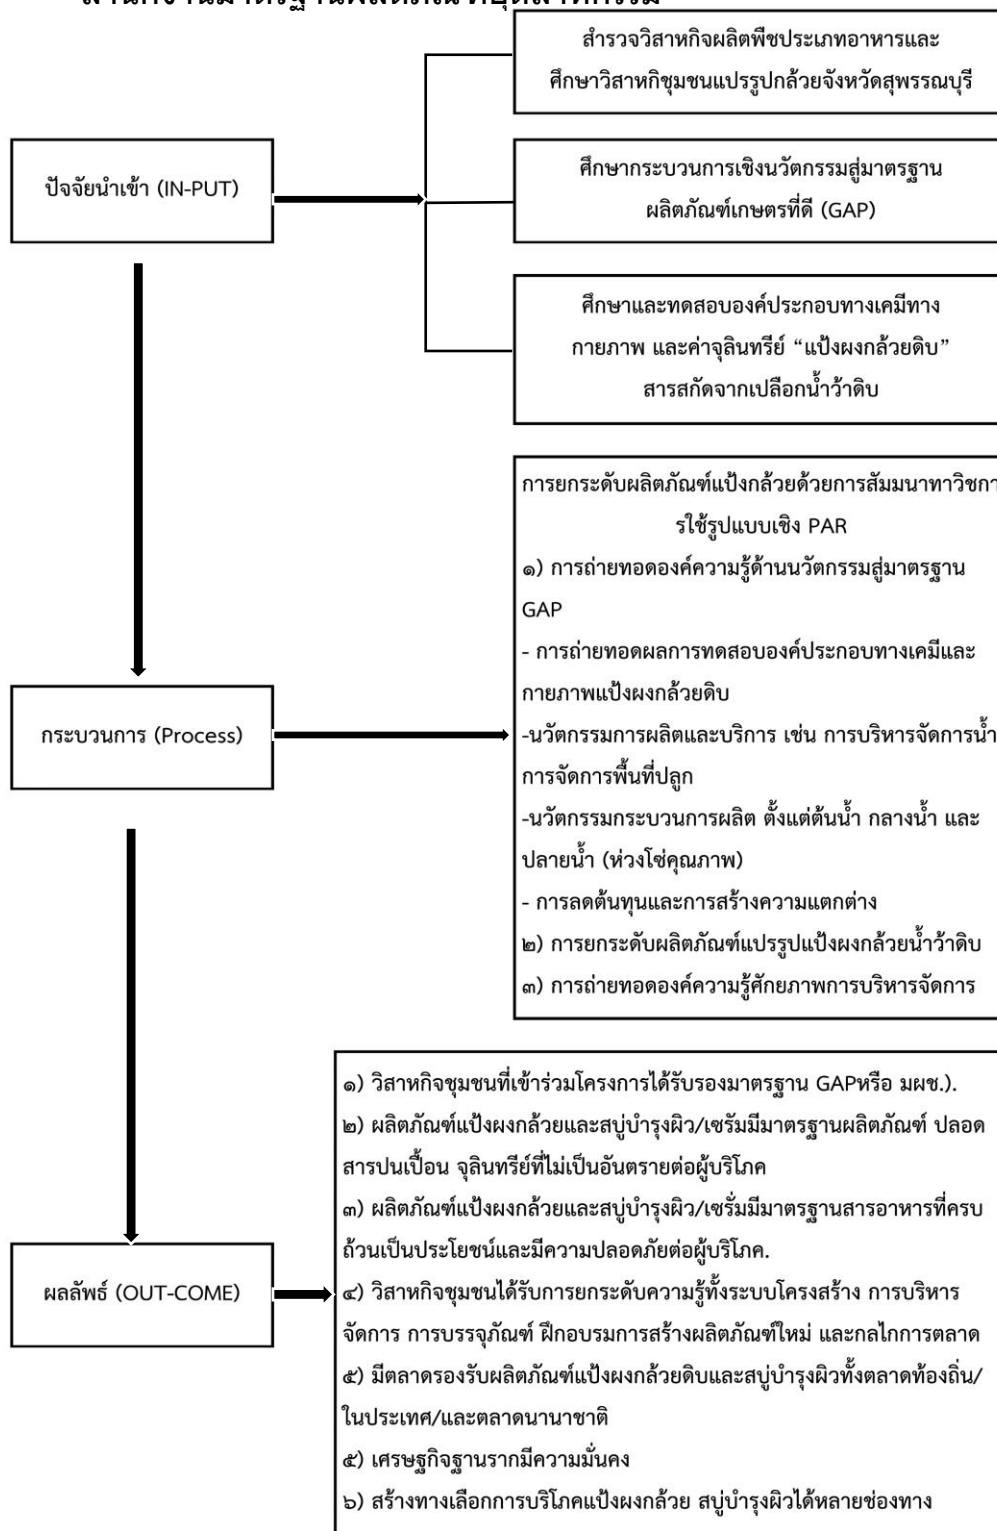 สำรวจวิสาหกิจผลิตพืชประเภทอาหารและ
ศึกษาวิสาหกิชุมชนแปรรูปกล้วยจังหวัดสุพรรณบุรี
ปัจจัยนำเข้า (IN-PUT)
ศึกษากระบวนการเชิงนวัตกรรมสู่มาตรฐาน
ผลิตภัณฑ์เกษตรที่ดี (GAP)
ศึกษาและทดสอบองค์ประกอบทางเคมีทาง
กายภาพ และค่าจุลินทรีย์ “แป้งผงกล้วยดิบ”
สารสกัดจากเปลือกน้ำว้าดิบ
การยกระดับผลิตภัณฑ์แป้งกล้วยด้วยการสัมมนาทาวิชกา
รใช้รูปแบบเชิง PAR
๑) การถ่ายทอดองค์ความรู้ด้านนวัตกรรมสู่มาตรฐาน
GAP
- การถ่ายทอดผลการทดสอบองค์ประกอบทางเคมีและ
กายภาพแป้งผงกล้วยดิบ
กระบวนการ (Process)
-นวัตกรรมการผลิตและบริการ เช่น การบริหารจัดการน้ำ
การจัดการพื้นที่ปลูก
-นวัตกรรมกระบวนการผลิต ตั้งแต่ต้นน้ำ กลางน้ำ และ
ปลายน้ำ (ห่วงโซ่คุณภาพ)
- การลดต้นทุนและการสร้างความแตกต่าง
๒) การยกระดับผลิตภัณฑ์แปรรูปแป้งผงกล้วยน้ำว้าดิบ
๓) การถ่ายทอดองค์ความรู้ศักยภาพการบริหารจัดการ
๑) วิสาหกิจชุมชนที่เข้าร่วมโครงการได้รับรองมาตรฐาน GAPหรือ มผช.).
๒) ผลิตภัณฑ์แป้งผงกล้วยและสบู่บำรุงผิว/เซรัมมีมาตรฐานผลิตภัณฑ์ ปลอด
สารปนเปื้อน จุลินทรีย์ที่ไม่เป็นอันตรายต่อผู้บริโภค
๓) ผลิตภัณฑ์แป้งผงกล้วยและสบู่บำรุงผิว/เซรั่มมีมาตรฐานสารอาหารที่ครบ
ถ้วนเป็นประโยชน์และมีความปลอดภัยต่อผู้บริโภค.
ผลลัพธ์ (OUT-COME)
๔) วิสาหกิจชุมชนได้รับการยกระดับความรู้ทั้งระบบโครงสร้าง การบริหาร
จัดการ การบรรจุภัณฑ์ ฝึกอบรมการสร้างผลิตภัณฑ์ใหม่ และกลไกการตลาด
๕) มีตลาดรองรับผลิตภัณฑ์แป้งผงกล้วยดิบและสบู่บำรุงผิวทั้งตลาดท้องถิ่น/
ในประเทศ/และตลาดนานาชาติ
๕) เศรษฐกิจฐานรากมีความมั่นคง
๖) สร้างทางเลือกการบริโภคแป้งผงกล้วย สบู่บำรุงผิวได้หลายช่องทาง